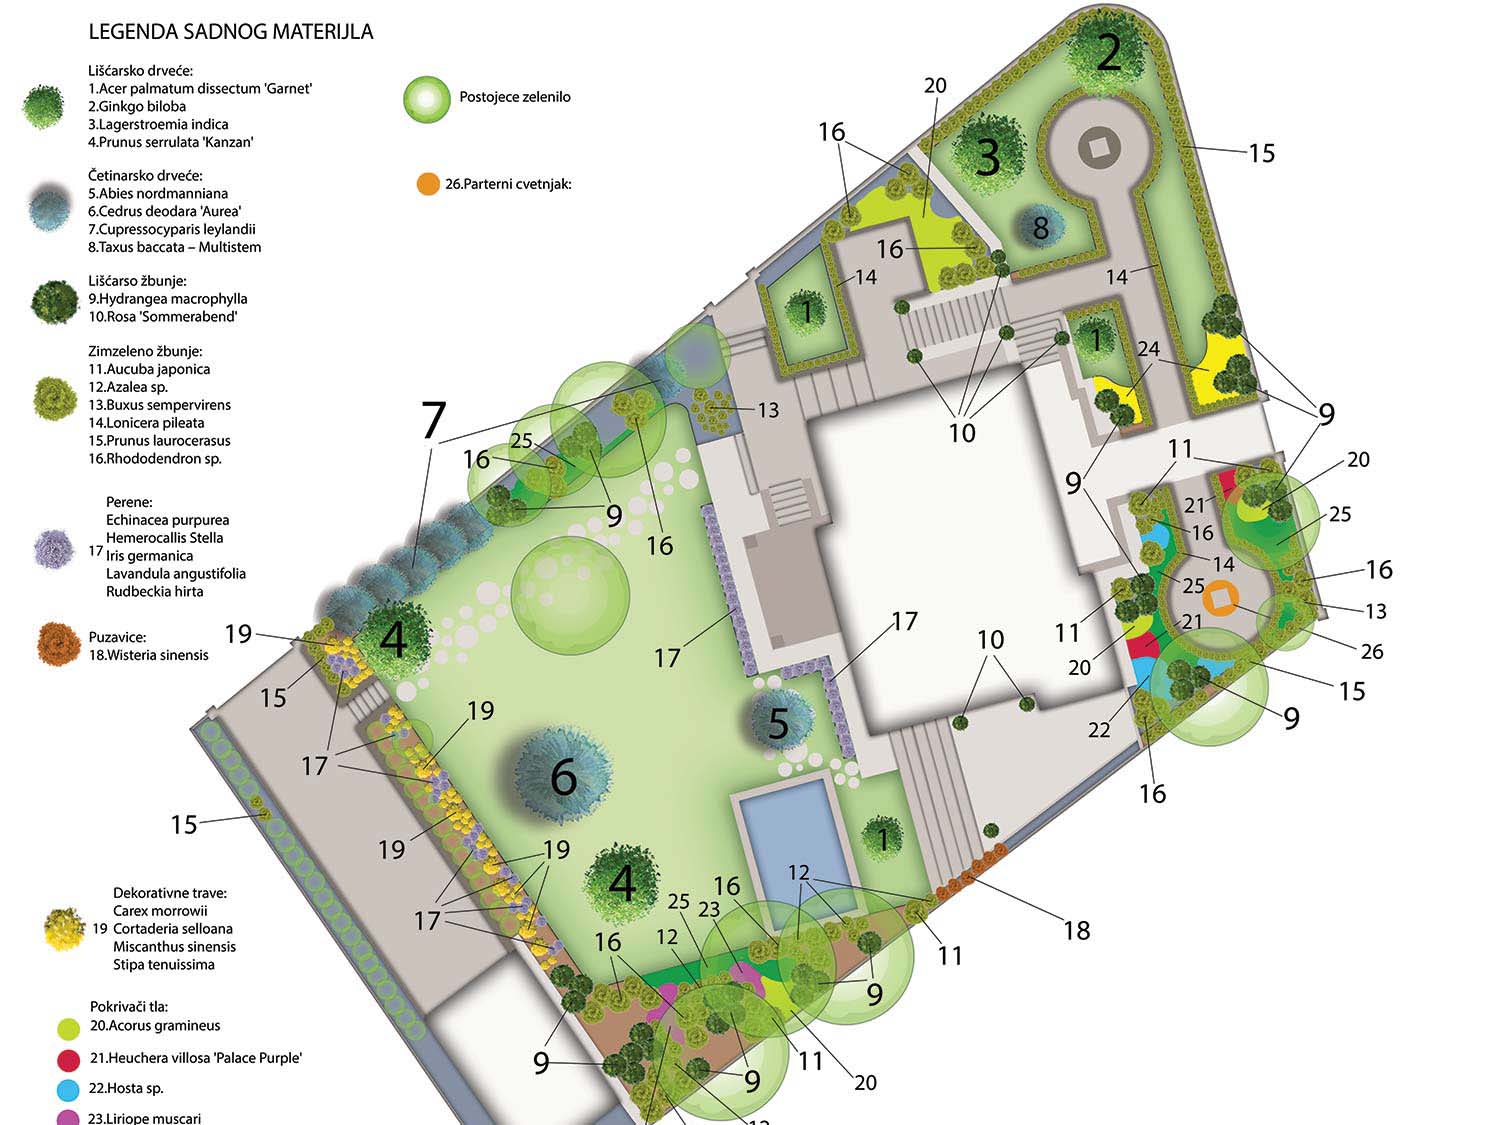 LEGENDA SADNOG MATERIJLA
Lišćarsko drveće:
1.Acer palmatum dissectum 'Garnet'
2.Ginkgo biloba
3.Lagerstroemia indica
4.Prunus serrulata 'Kanzan'
Četinarsko drveće:
5.Abies nordmanniana
6.Cedrus deodara 'Aurea'
7.Cupressocyparis leylandii
8.Taxus baccata – Multistem
Lišćarso žbunje:
9.Hydrangea macrophylla
10.Rosa 'Sommerabend'
Zimzeleno žbunje:
11.Aucuba japonica
12.Azalea sp.
13.Buxus sempervirens
14.Lonicera pileata
15.Prunus laurocerasus
16.Rhododendron sp.
Perene:
Echinacea purpurea
Hemerocallis Stella
17 Iris germanica
Lavandula angustifolia
Rudbeckia hirta
Puzavice:
18.Wisteria sinensis
Dekorativne trave:
Carex morrowii
19 Cortaderia selloana
Miscanthus sinensis
Stipa tenuissima
Pokrivači tla:
20.Acorus gramineus
21.Heuchera villosa 'Palace Purple'
22.Hosta sp.
23.Liriope muscari
Postojece zelenilo
26.Parterni cvetnjak:
2
20
16
3
15
8
16
14
14
1
1
24
7
13
9
25
16
10
11
9
20
9
21
25
16
16
14
16
25
13
4
19
17
17
10
11
21
26
20
15
15
5
9
19
22
17
6
16
15
1
19
19
12
4
16
25
23
17
18
12
16
11
9
9
11
9
20
12